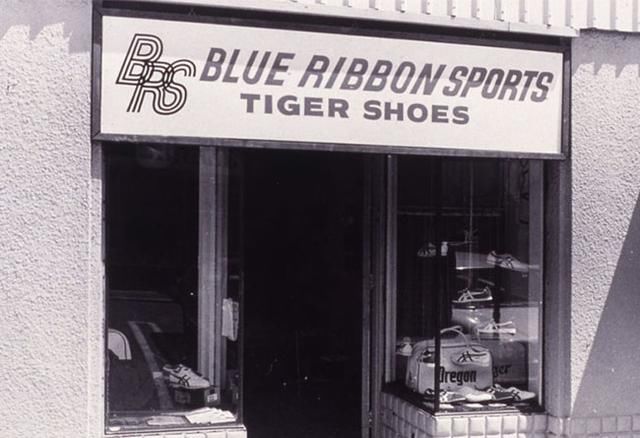 BRS
BLUE RIBBON SPORTS
TIGER SHOES
Oregon